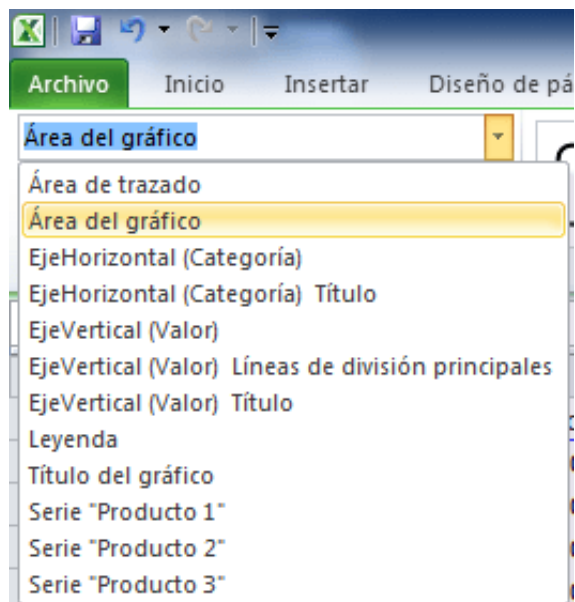 Archivo Inicio Insertar Diseño de pá
Área del gráfico
Área de trazado
Área del gráfico
EjeHorizontal (Categoría)
EjeHorizontal (Categoría) Título
EjeVertical (Valor)
EjeVertical (Valor) Líneas de división principales
EjeVertical (Valor) Título
Leyenda
Título del gráfico
Serie "Producto 1"
Serie "Producto 2"
Serie "Producto 3"